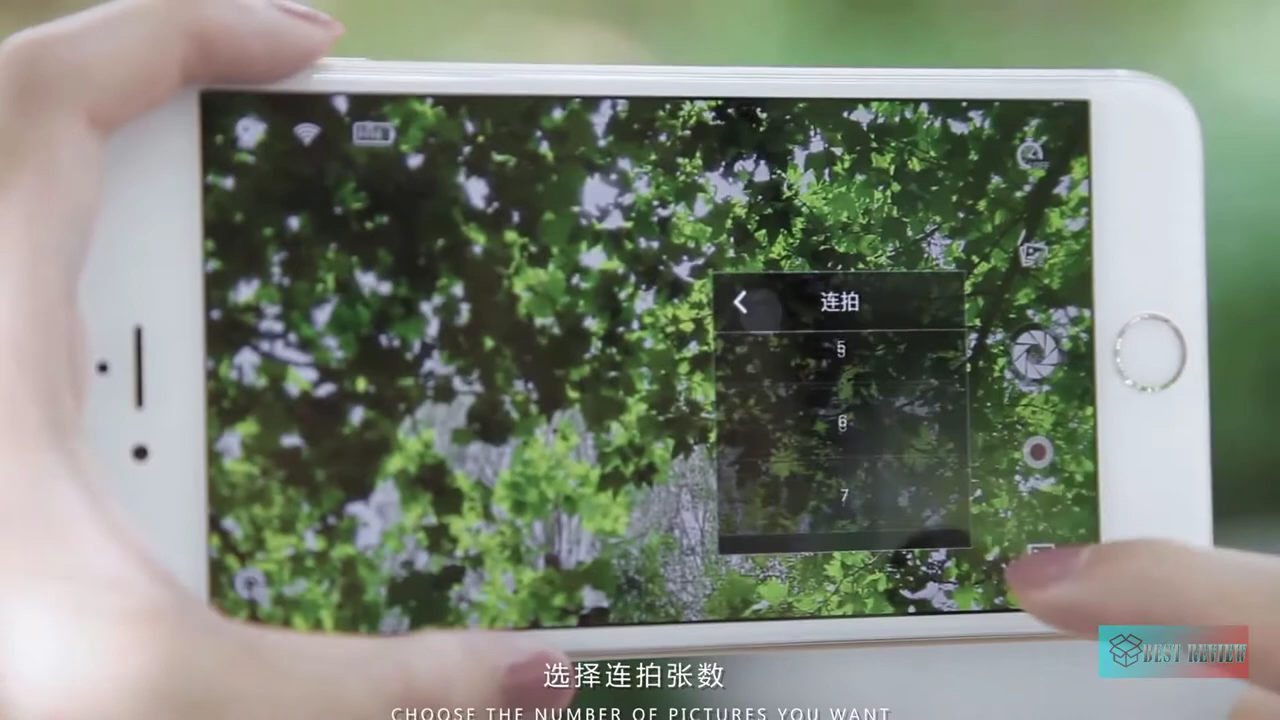 连拍
5
6
7
选择连拍张数
CHOOSE THE NUMBER OF PICTURES YOU WANT
BEST REVIEW